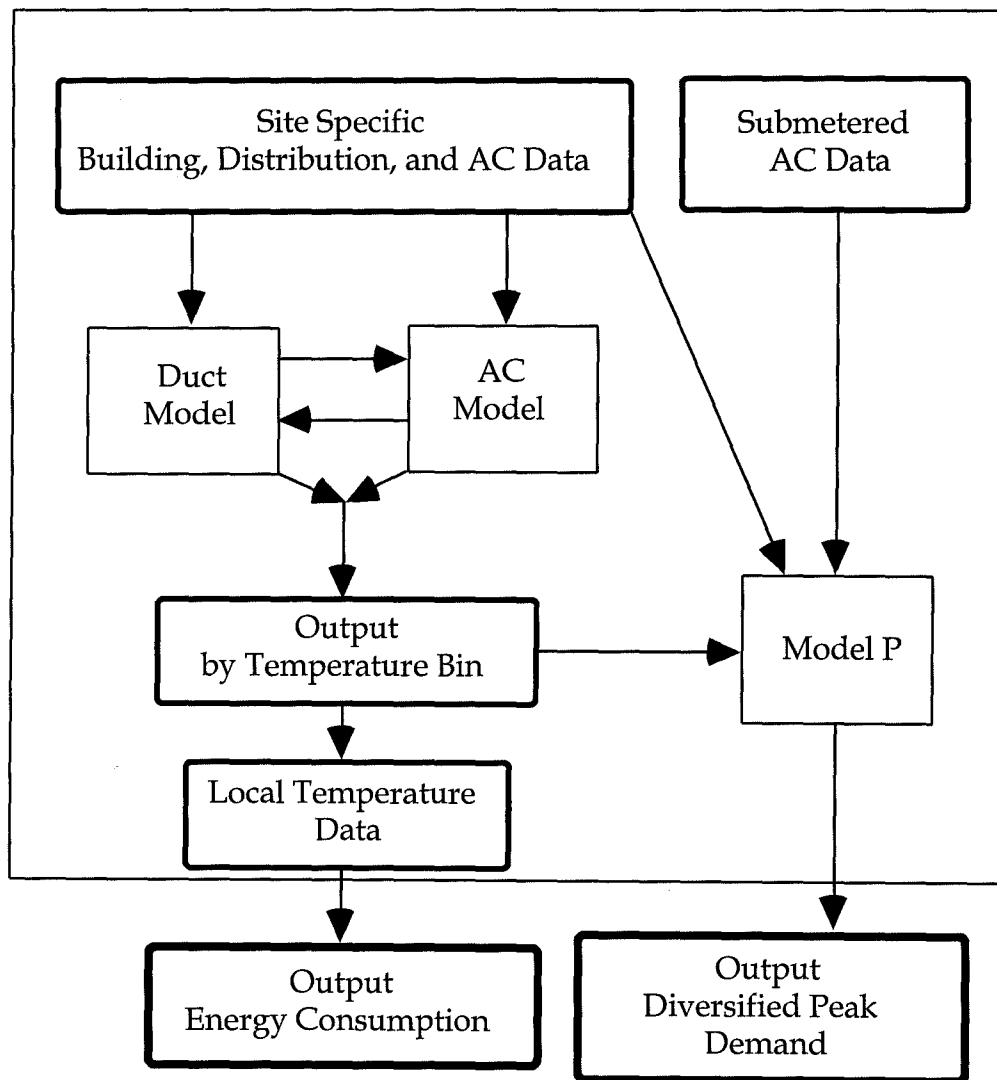 Site Specific
Building, Distribution, and AC Data
Submetered
AC Data
Duct
Model
AC
Model
Output
by Temperature Bin
Model P
Local Temperature
Data
Output
Energy Consumption
Output
Diversified Peak
Demand